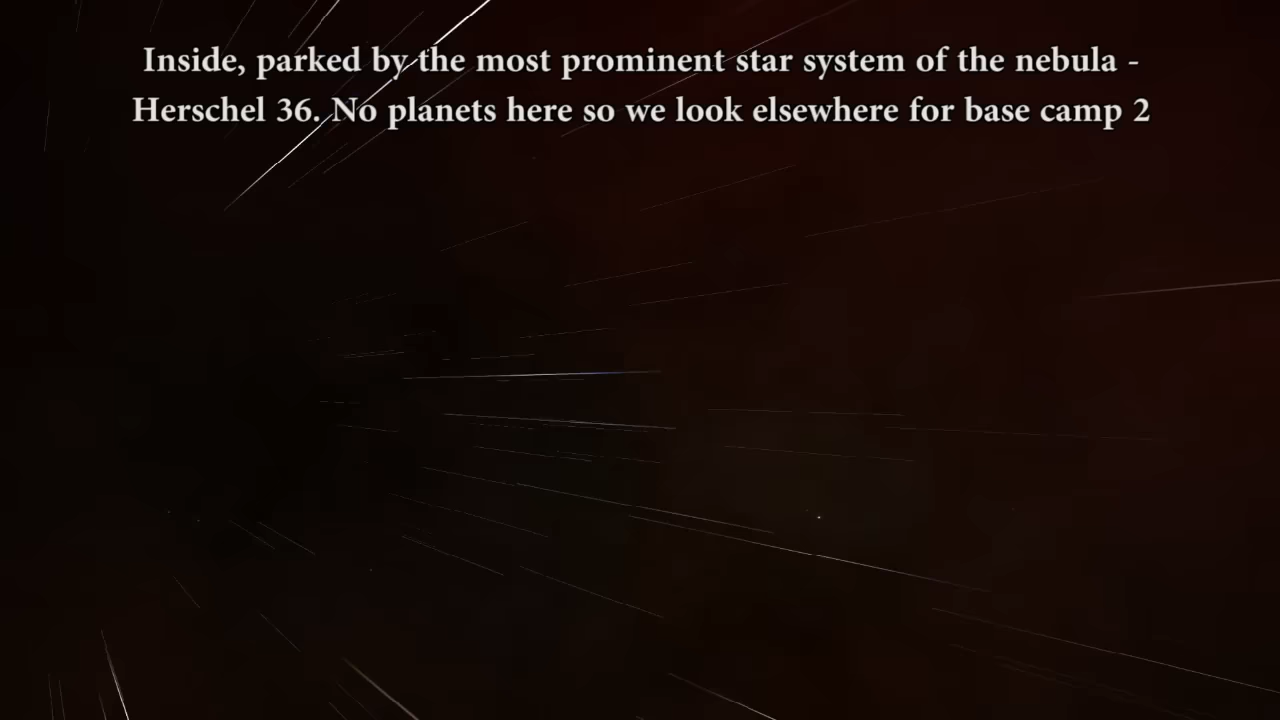 Inside, parked by the most prominent star system of the nebula -
Herschel 36. No planets here so we look elsewhere for base camp 2